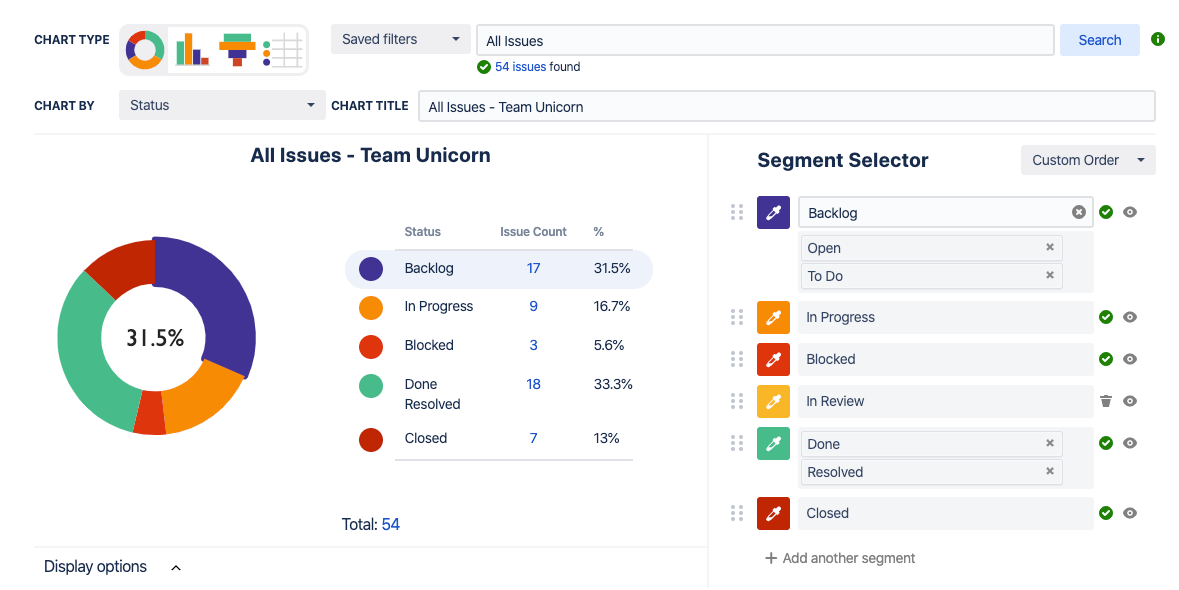 CHART TYPE
Saved filters
All Issues
Search
54 issues found
CHART BY
Status
CHART TITLE
All Issues - Team Unicorn
All Issues - Team Unicorn
31.5%
Status Issue Count %
Backlog 17 31.5%
In Progress 9 16.7%
Blocked 3 5.6%
Done 18 33.3%
Resolved
Closed 7 13%
Total: 54
Display options
Segment Selector
Custom Order
Backlog
Open
To Do
In Progress
Blocked
In Review
Done
Resolved
Closed
Add another segment